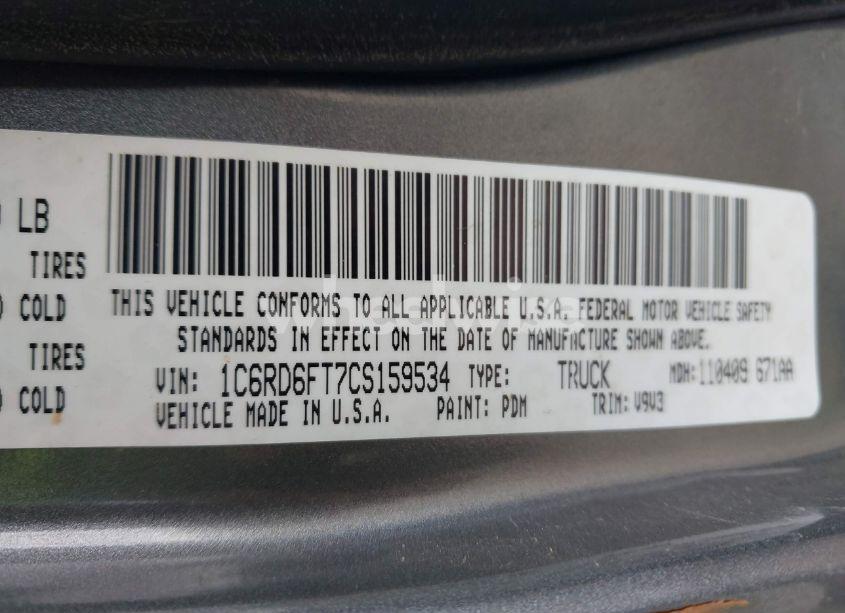 LB
TIRES
COLD
TIRES
COLD
THIS VEHICLE CONFORMS TO ALL APPLICABLE U.S.A. FEDERAL MOTOR VEHICLE SAFETY
STANDARDS IN EFFECT ON THE DATE OF MANUFACTURE SHOWN ABOVE.
VIN: 1C6RD6FT7CS159534 TYPE: TRUCK MDH: 110409 671AA
VEHICLE MADE IN U.S.A. PAINT: PDM TRIM: V9V3